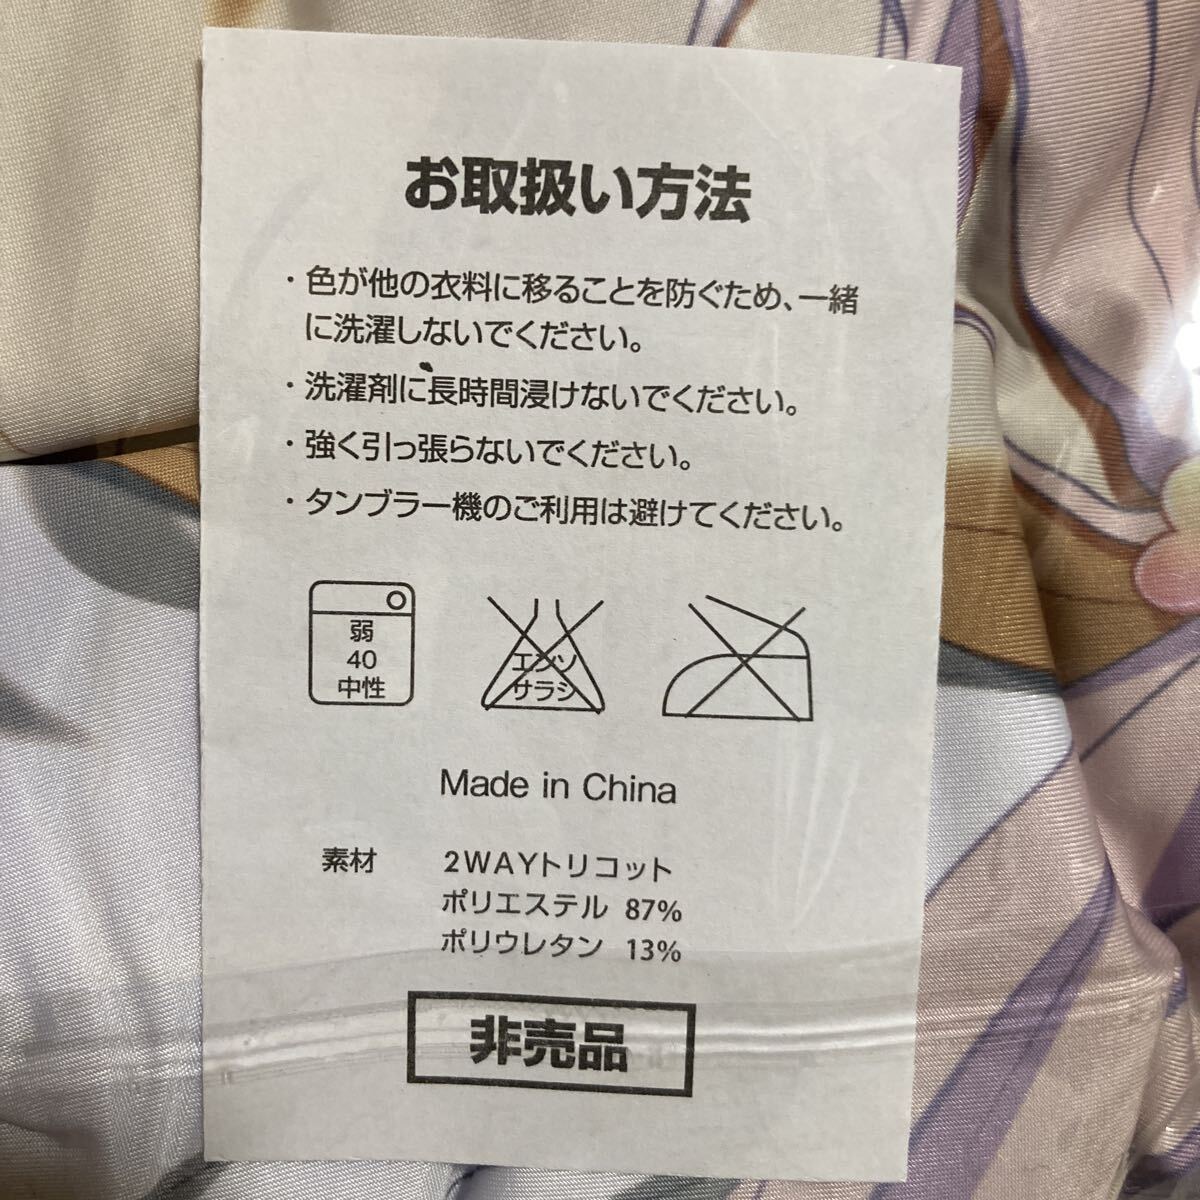 お取扱い方法
・色が他の衣料に移ることを防ぐため、一緒
に洗濯しないでください。
・洗濯剤に長時間浸けないでください。
・強く引っ張らないでください。
・タンブラー機のご利用は避けてください。
弱
40
中性
エンソ
サラシ
Made in China
素材 2WAYトリコット
ポリエステル 87%
ポリウレタン 13%
非売品